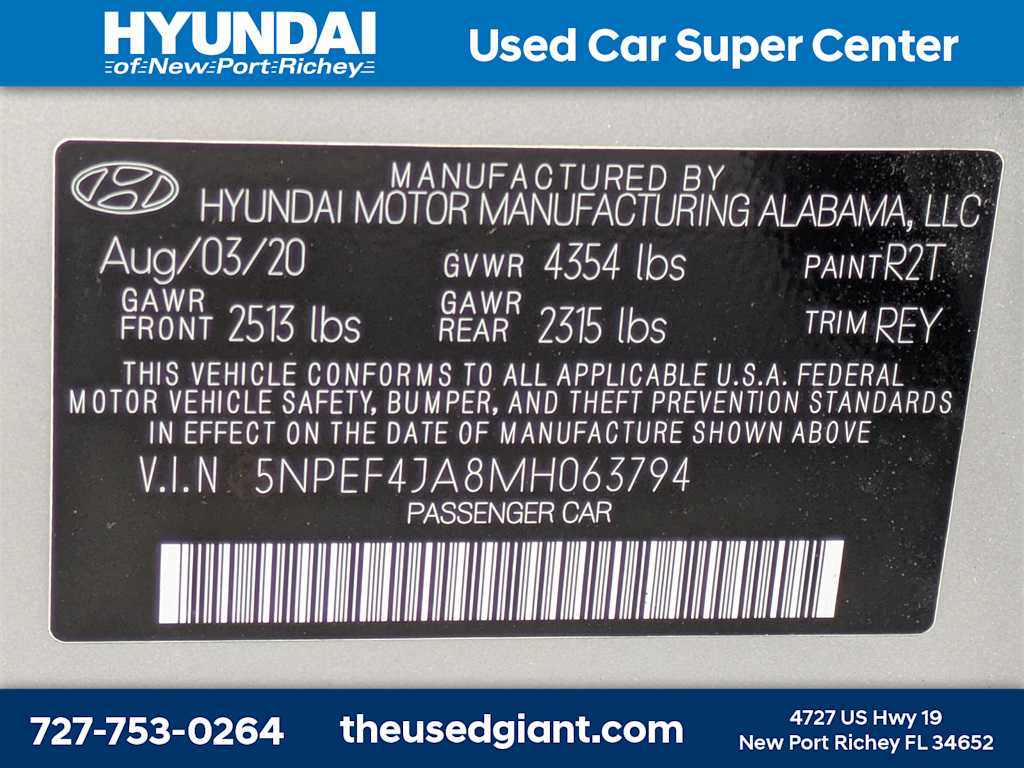 HYUNDAI
of New Port Richey
Used Car Super Center
MANUFACTURED BY
HYUNDAI MOTOR MANUFACTURING ALABAMA, LLC
Aug/03/20 GVWR 4354 lbs PAINT R2T
GAWR FRONT 2513 lbs GAWR REAR 2315 lbs TRIM REY
THIS VEHICLE CONFORMS TO ALL APPLICABLE U.S.A. FEDERAL
MOTOR VEHICLE SAFETY, BUMPER, AND THEFT PREVENTION STANDARDS
IN EFFECT ON THE DATE OF MANUFACTURE SHOWN ABOVE
V.I.N 5NPEF4JA8MH063794
PASSENGER CAR
727-753-0264
theusedgiant.com
4727 US Hwy 19
New Port Richey FL 34652